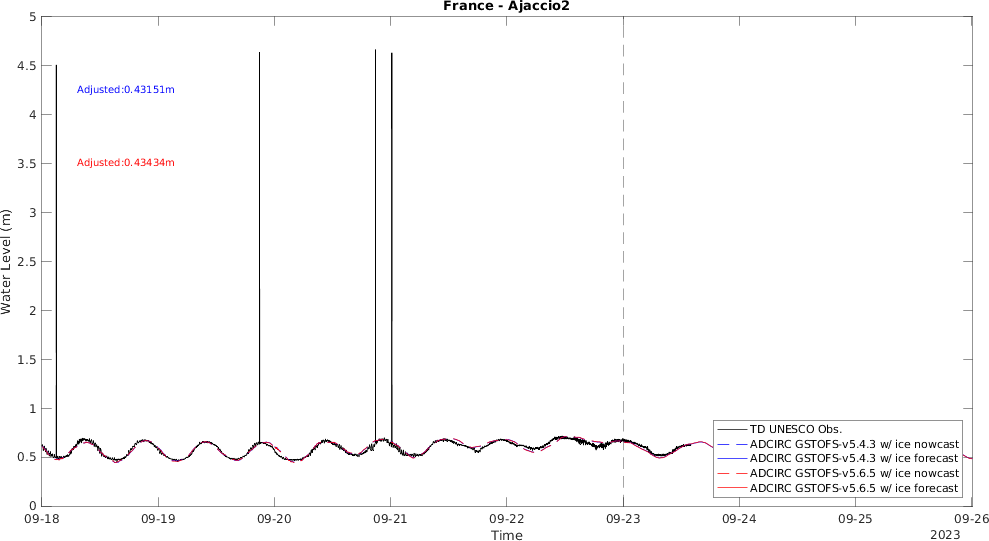 France - Ajaccio2
5
4.5
4
3.5
3
2.5
2
1.5
1
0.5
0
Water Level (m)
Adjusted:0.43151m
Adjusted:0.43434m
TD UNESCO Obs.
ADCIRC GSTOFS-v5.4.3 w/ ice nowcast
ADCIRC GSTOFS-v5.4.3 w/ ice forecast
ADCIRC GSTOFS-v5.6.5 w/ ice nowcast
ADCIRC GSTOFS-v5.6.5 w/ ice forecast
09-18 09-19 09-20 09-21 09-22 09-23 09-24 09-25 09-26
Time
2023